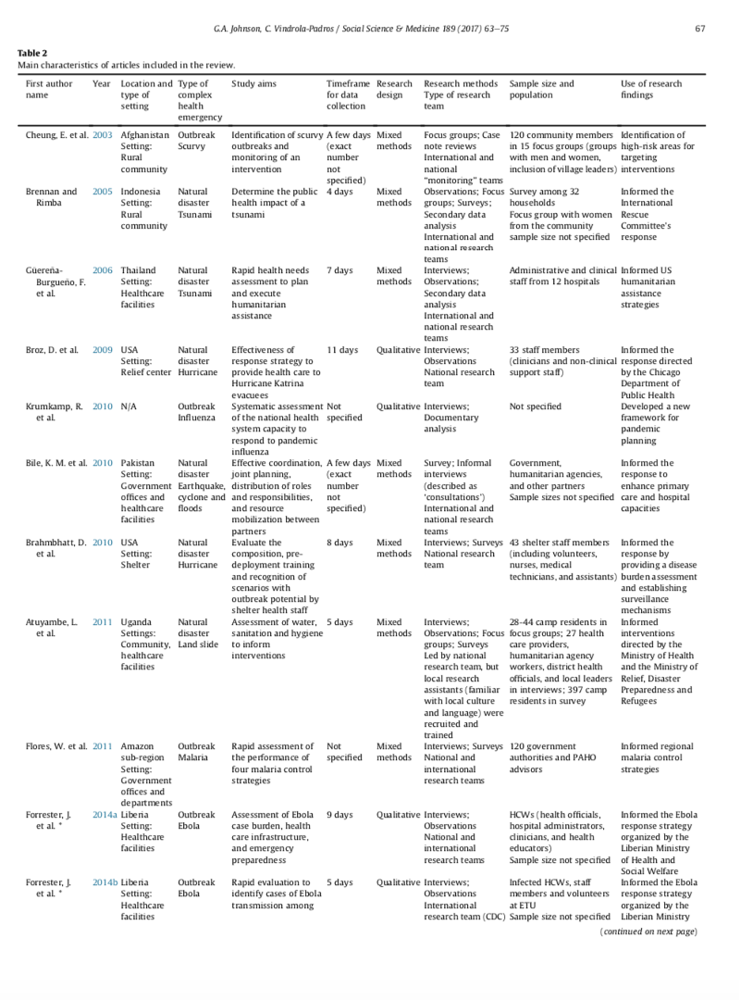 G.A. Johnson, C. Vindrola-Padros / Social Science & Medicine 189 (2017) 63–75
67
Table 2
Main characteristics of articles included in the review.
First author
name
Year
Location and
type of
setting
Type of
complex
health
emergency
Study aims
Timeframe
for data
collection
Research
design
Research methods
Type of research
team
Sample size and
population
Use of research
findings
Cheung, E. et al.
2003
Afghanistan
Setting:
Rural
community
Outbreak
Scurvy
Identification of scurvy
outbreaks and
monitoring of an
intervention
A few days
(exact
number
not
specified)
Mixed
methods
Focus groups; Case
note reviews
International and
national
"monitoring" teams
120 community members
in 15 focus groups (groups
with men and women,
inclusion of village leaders)
Identification of
high-risk areas for
targeting
interventions
Brennan and
Rimba
2005
Indonesia
Setting:
Rural
community
Natural
disaster
Tsunami
Determine the public
health impact of a
tsunami
4 days
Mixed
methods
Observations; Focus
groups; Surveys;
Secondary data
analysis
International and
national research
teams
Survey among 32
households
Focus group with women
from the community
sample size not specified
Informed the
International
Rescue
Committee's
response
Güereña-
Burgueño, F.
et al.
2006
Thailand
Setting:
Healthcare
facilities
Natural
disaster
Tsunami
Rapid health needs
assessment to plan
and execute
humanitarian
assistance
7 days
Mixed
methods
Interviews;
Observations;
Secondary data
analysis
International and
national research
teams
Administrative and clinical
staff from 12 hospitals
Informed US
humanitarian
assistance
strategies
Broz, D. et al.
2009
USA
Setting:
Relief center
Natural
disaster
Hurricane
Effectiveness of
response strategy to
provide health care to
Hurricane Katrina
evacuees
11 days
Qualitative
Interviews;
Observations
National research
team
33 staff members
(clinicians and non-clinical
support staff)
Informed the
response directed
by the Chicago
Department of
Public Health
Krumkamp, R.
et al.
2010
N/A
Outbreak
Influenza
Systematic assessment
of the national health
system capacity to
respond to pandemic
influenza
Not
specified
Qualitative
Interviews;
Documentary
analysis
Not specified
Developed a new
framework for
pandemic
planning
Bile, K. M. et al.
2010
Pakistan
Setting:
Government
offices and
healthcare
facilities
Natural
disaster
Earthquake,
cyclone and
floods
Effective coordination,
joint planning,
distribution of roles
and responsibilities,
and resource
mobilization between
partners
A few days
(exact
number
not
specified)
Mixed
methods
Survey; Informal
interviews
(described as
'consultations')
International and
national research
teams
Government,
humanitarian agencies,
and other partners
Sample sizes not specified
Informed the
response to
enhance primary
care and hospital
capacities
Brahmbhatt, D.
et al.
2010
USA
Setting:
Shelter
Natural
disaster
Hurricane
Evaluate the
composition, pre-
deployment training
and recognition of
scenarios with
outbreak potential by
shelter health staff
8 days
Mixed
methods
Interviews; Surveys
National research
team
43 shelter staff members
(including volunteers,
nurses, medical
technicians, and assistants)
Informed the
response by
providing a disease
burden assessment
and establishing
surveillance
mechanisms
Atuyambe, L.
et al.
2011
Uganda
Settings:
Community,
healthcare
facilities
Natural
disaster
Land slide
Assessment of water,
sanitation and hygiene
to inform
interventions
5 days
Mixed
methods
Interviews;
Observations; Focus
groups; Surveys
Led by national
research team, but
local research
assistants (familiar
with local culture
and language) were
recruited and
trained
28-44 camp residents in
focus groups; 27 health
care providers,
humanitarian agency
workers, district health
officials, and local leaders
in interviews; 397 camp
residents in survey
Informed
interventions
directed by the
Ministry of Health
and the Ministry of
Relief, Disaster
Preparedness and
Refugees
Flores, W. et al.
2011
Amazon
sub-region
Setting:
Government
offices and
departments
Outbreak
Malaria
Rapid assessment of
the performance of
four malaria control
strategies
Not
specified
Mixed
methods
Interviews; Surveys
National and
international
research teams
120 government
authorities and PAHO
advisors
Informed regional
malaria control
strategies
Forrester, J.
et al. *
2014a
Liberia
Setting:
Healthcare
facilities
Outbreak
Ebola
Assessment of Ebola
case burden, health
care infrastructure,
and emergency
preparedness
9 days
Qualitative
Interviews;
Observations
National and
international
research teams
HCWs (health officials,
hospital administrators,
clinicians, and health
educators)
Sample size not specified
Informed the Ebola
response strategy
organized by the
Liberian Ministry
of Health and
Social Welfare
Forrester, J.
et al. *
2014b
Liberia
Setting:
Healthcare
facilities
Outbreak
Ebola
Rapid evaluation to
identify cases of Ebola
transmission among
5 days
Qualitative
Interviews;
Observations
International
research team (CDC)
Infected HCWs, staff
members and volunteers
at ETU
Sample size not specified
Informed the Ebola
response strategy
organized by the
Liberian Ministry
(continued on next page)